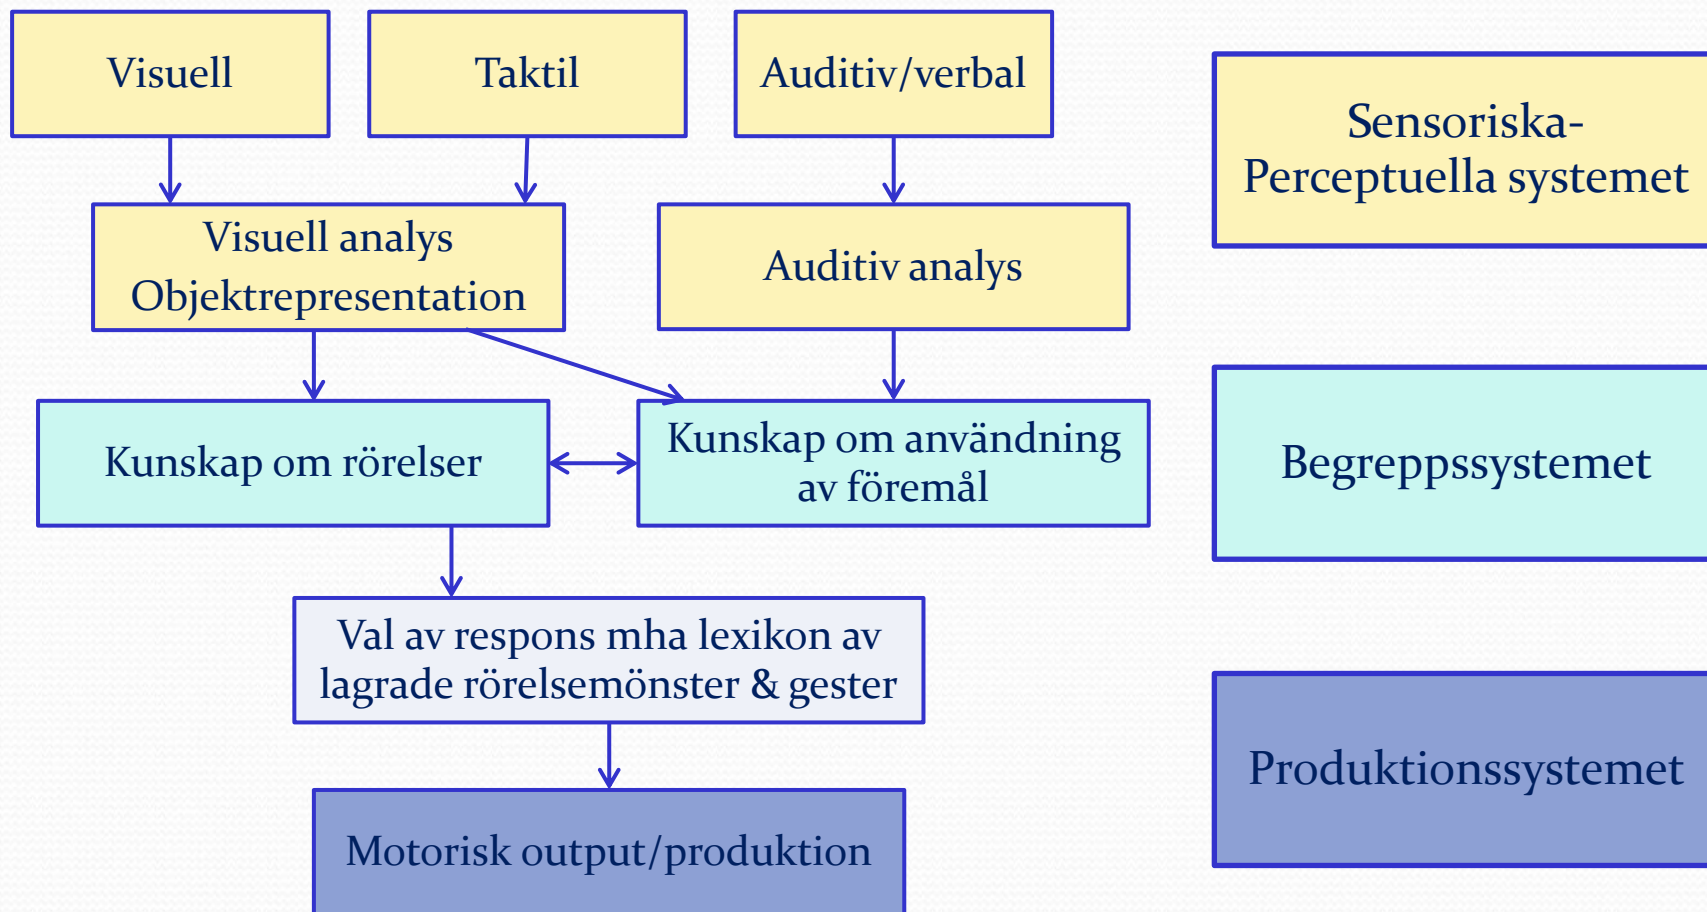 Visuell
Taktil
Auditiv/verbal
Sensoriska-
Perceptuella systemet
Visuell analys
Objektrepresentation
Auditiv analys
Kunskap om rörelser
Kunskap om användning
av föremål
Begreppssystemet
Val av respons mha lexikon av
lagrade rörelsemönster & gester
Produktionssystemet
Motorisk output/produktion